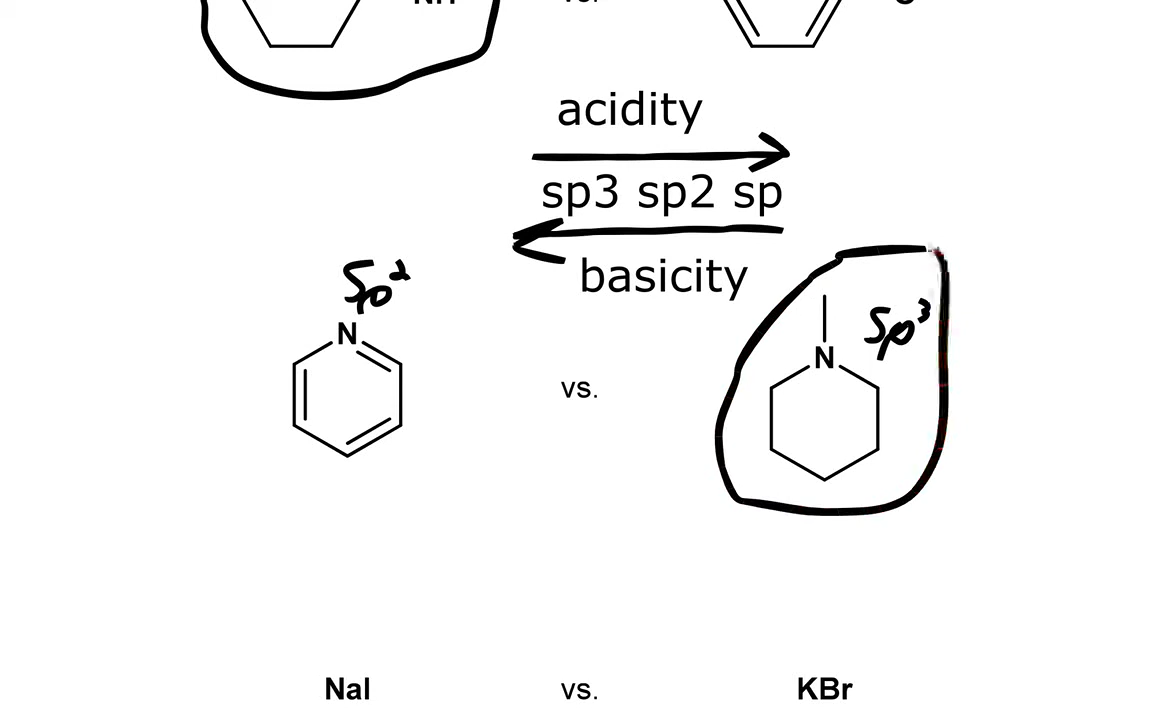 acidity
sp3 sp2 sp
basicity
sp²
N
vs.
sp³
N
NaI
vs.
KBr